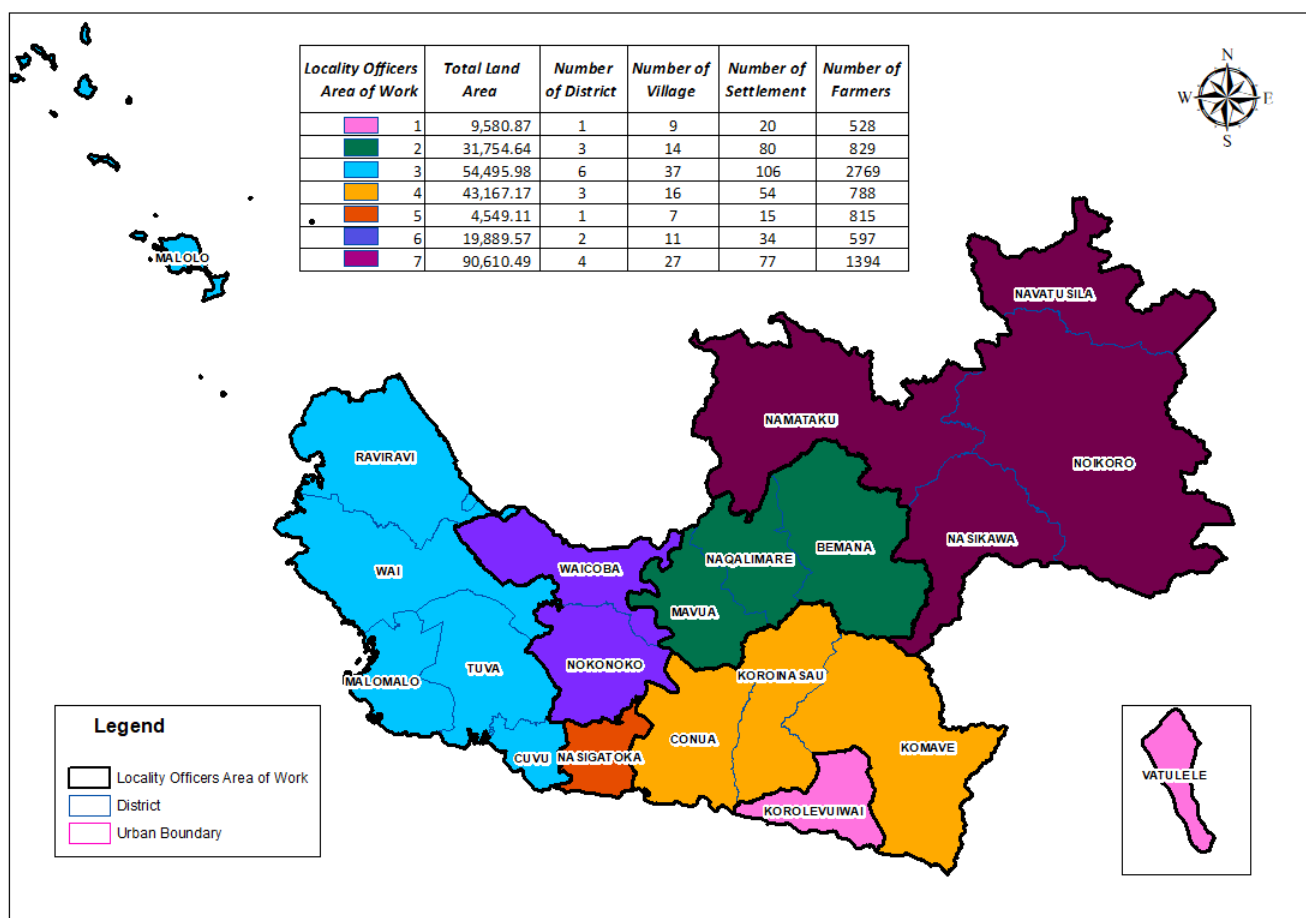 Locality Officers Area of Work | Total Land Area | Number of District | Number of Village | Number of Settlement | Number of Farmers
1 | 9,580.87 | 1 | 9 | 20 | 528
2 | 31,754.64 | 3 | 14 | 80 | 829
3 | 54,495.98 | 6 | 37 | 106 | 2769
4 | 43,167.17 | 3 | 16 | 54 | 788
5 | 4,549.11 | 1 | 7 | 15 | 815
6 | 19,889.57 | 2 | 11 | 34 | 597
7 | 90,610.49 | 4 | 27 | 77 | 1394
N
W E
S
MALOLO
NAVATUSILA
NAMATAKU
RAVIRAVI
NOIKORO
NASIKAWA
BEMANA
NAQALIMARE
WAICOBA
WAI
MAVUA
NOKONOKO
TUVA
KOROINASAU
MALOMALO
CONUA
KOMAVE
CUVU
NASIGATOKA
KOROLEVUIWAI
VATULELE
Legend
Locality Officers Area of Work
District
Urban Boundary